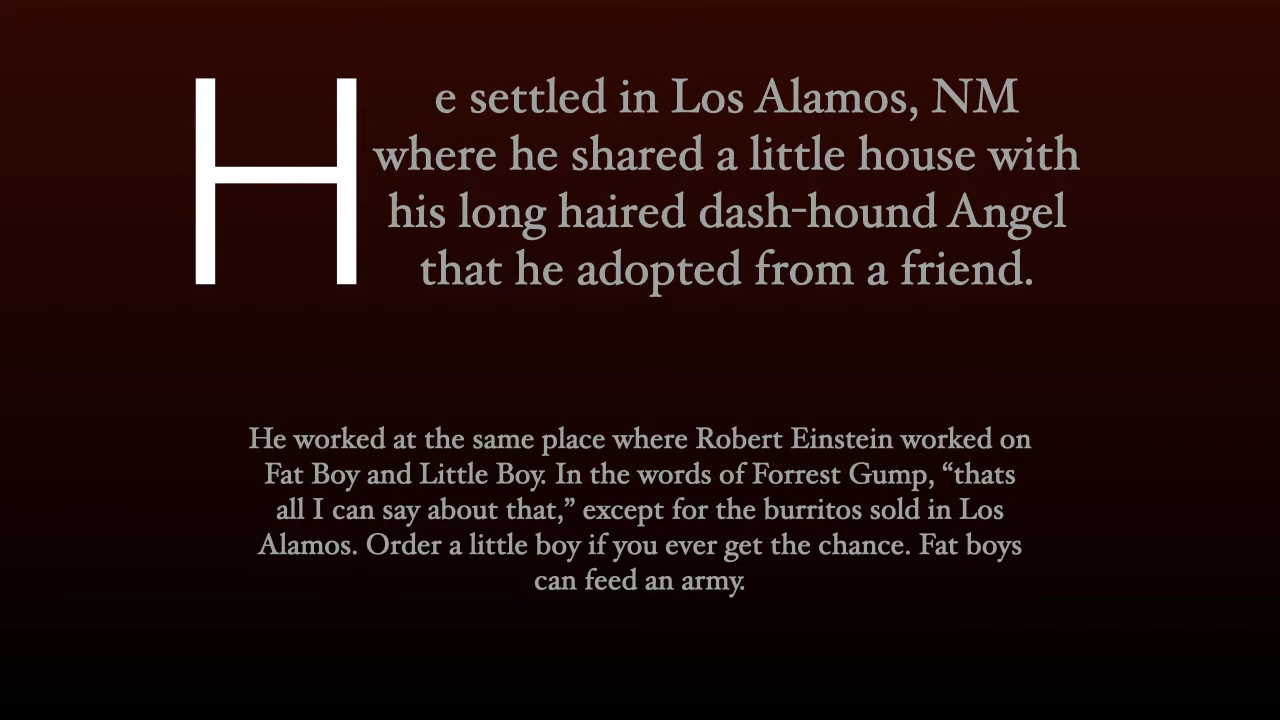 He settled in Los Alamos, NM
where he shared a little house with
his long haired dash-hound Angel
that he adopted from a friend.
He worked at the same place where Robert Einstein worked on
Fat Boy and Little Boy. In the words of Forrest Gump, “thats
all I can say about that,” except for the burritos sold in Los
Alamos. Order a little boy if you ever get the chance. Fat boys
can feed an army.